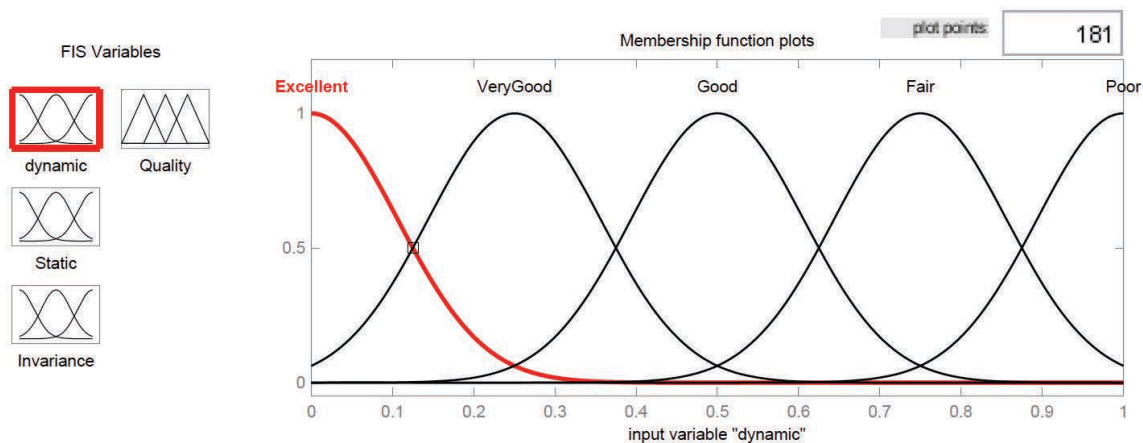 FIS Variables
dynamic
Quality
Static
Invariance
plot points:
181
Membership function plots
Excellent
VeryGood
Good
Fair
Poor
1
0.5
0
0 0.1 0.2 0.3 0.4 0.5 0.6 0.7 0.8 0.9 1
input variable "dynamic"